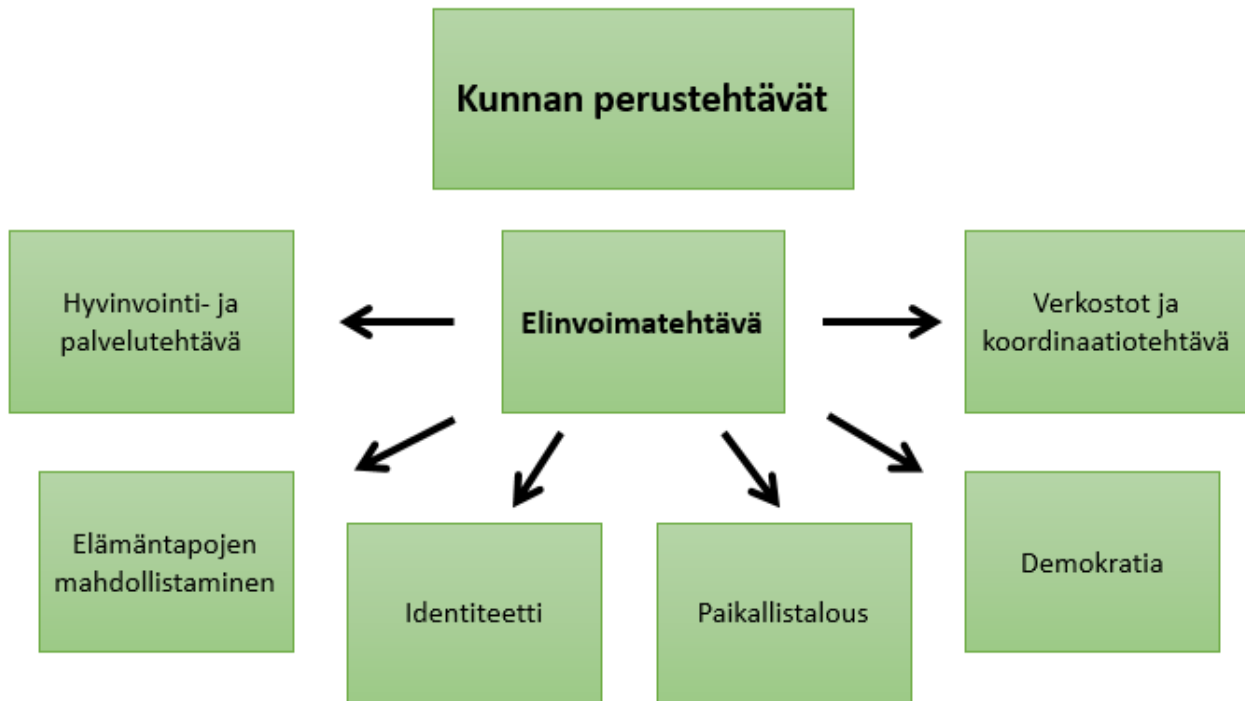 Kunnan perustehtävät
Hyvinvointi- ja
palvelutehtävä
Elinvoimatehtävä
Verkostot ja
koordinaatiotehtävä
Elämäntapojen
mahdollistaminen
Identiteetti
Paikallistalous
Demokratia